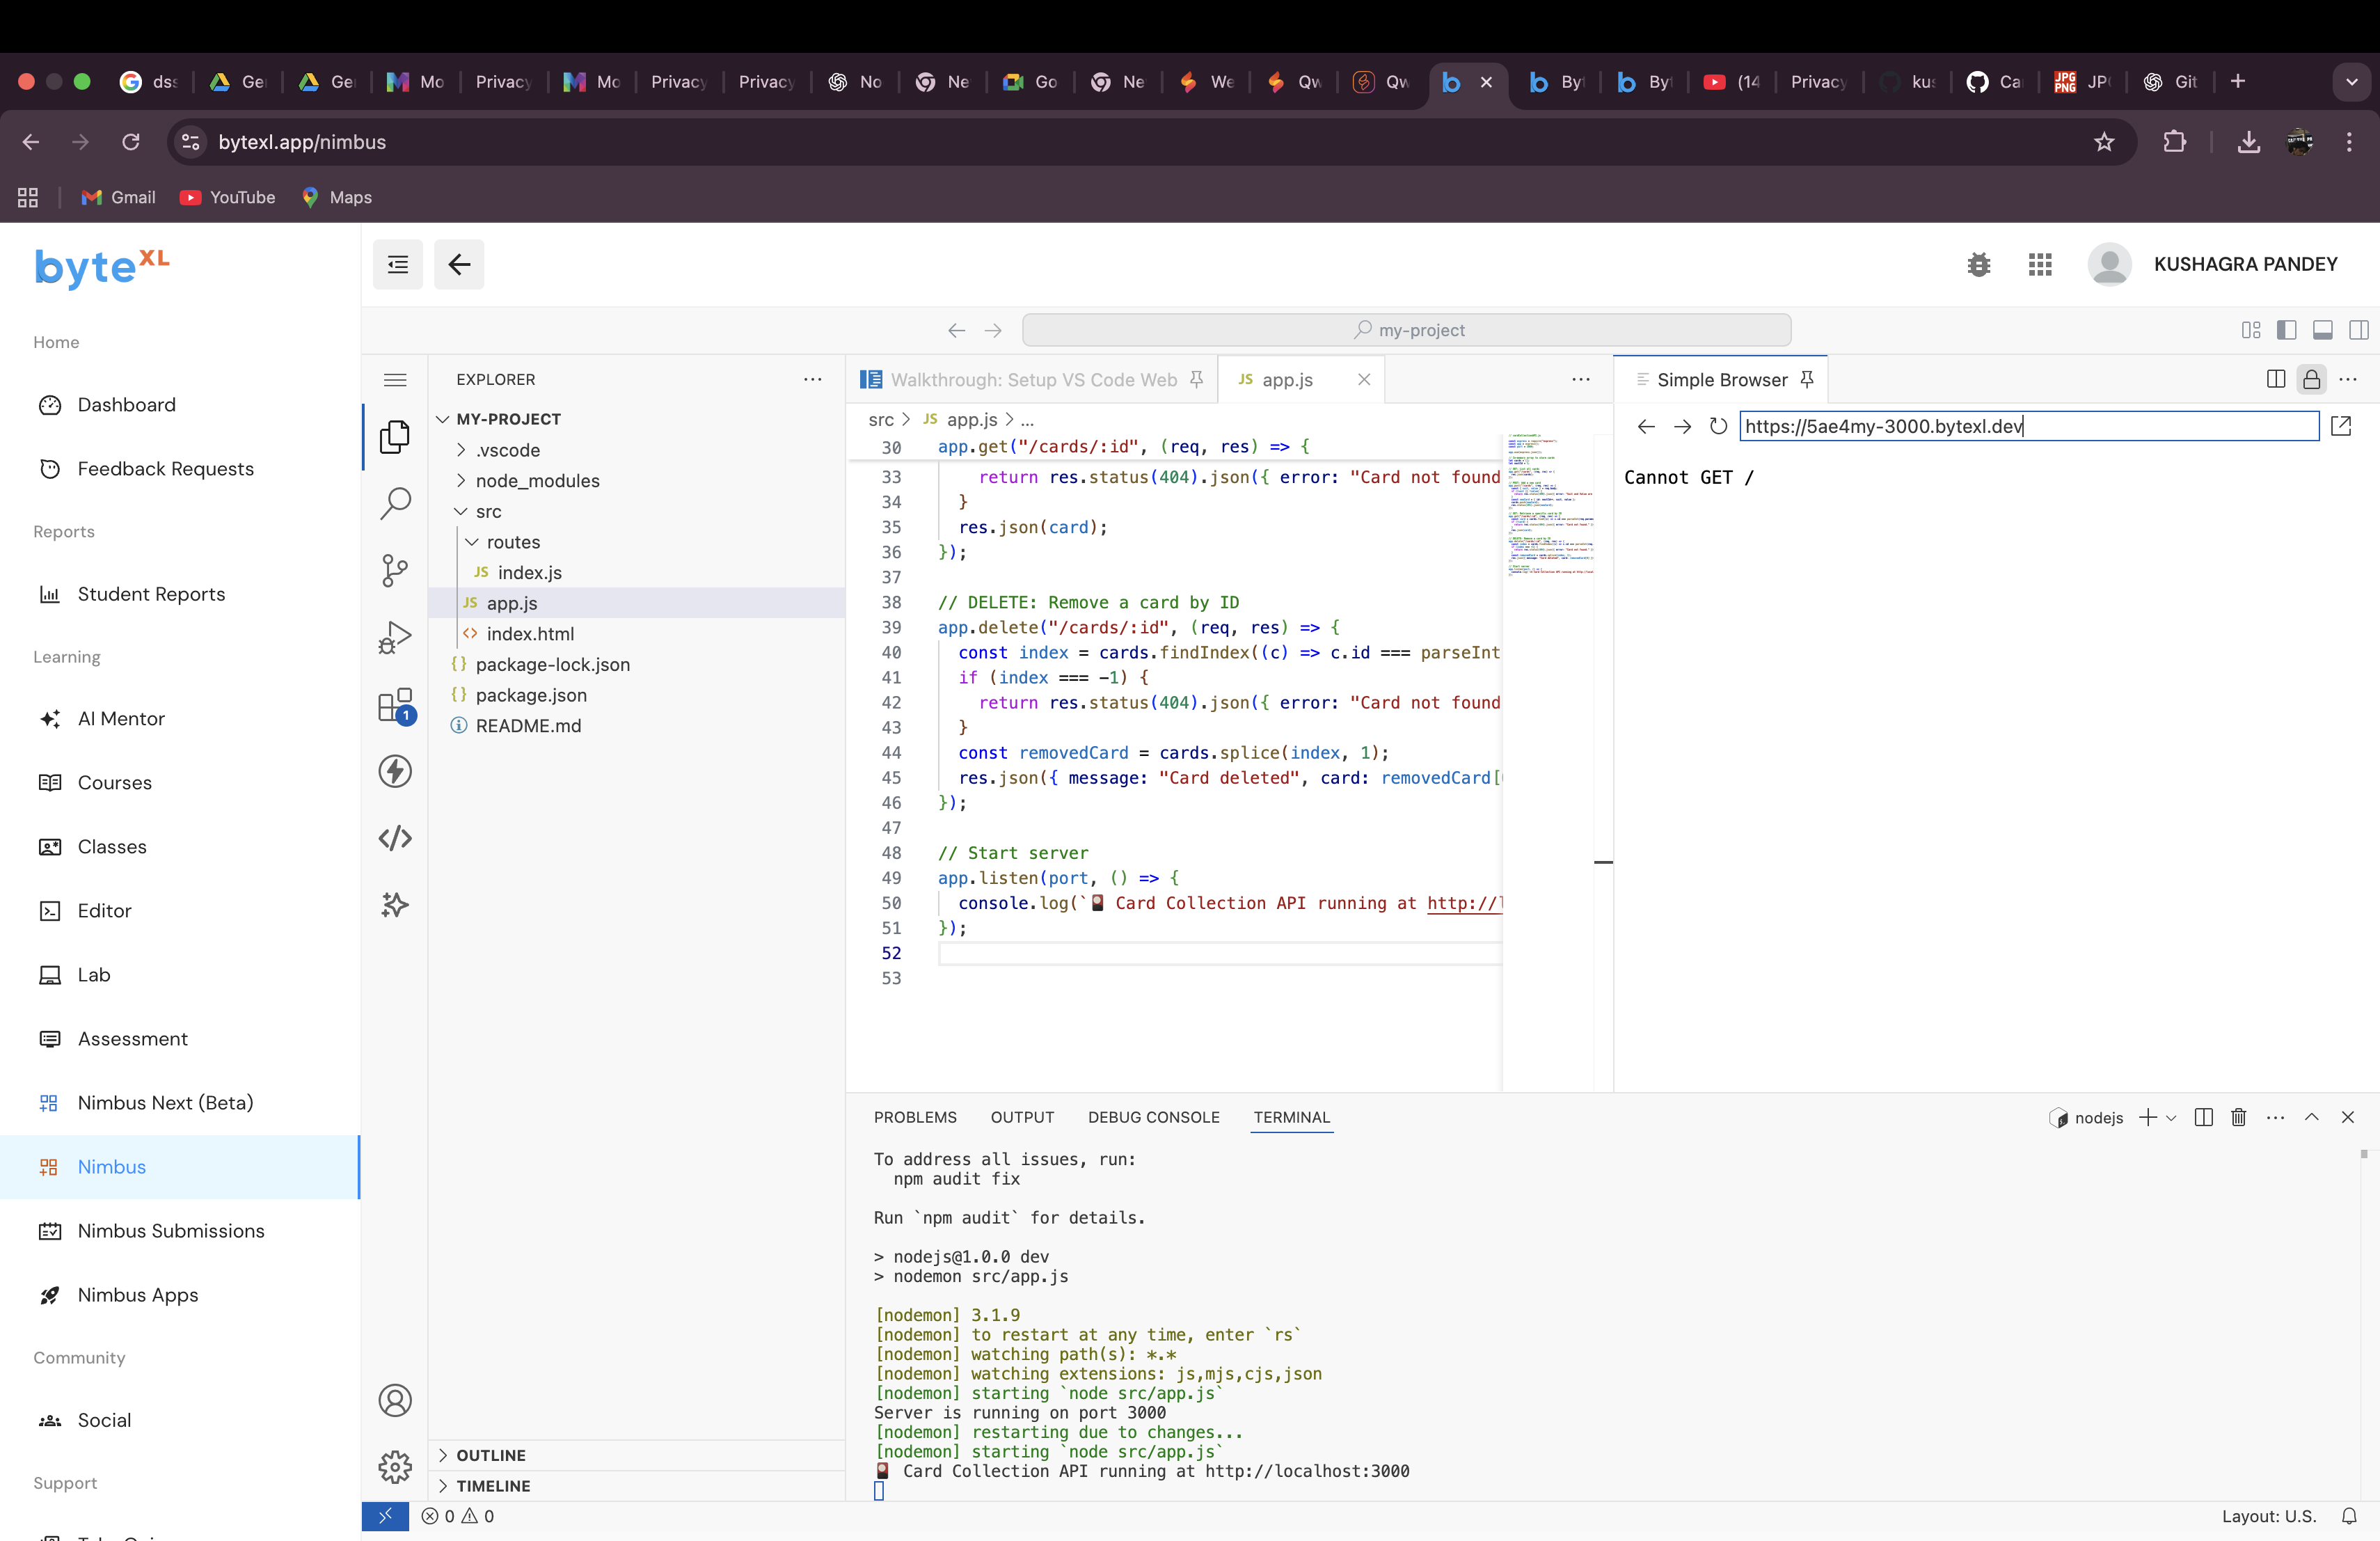 dss
Ge
Ge
Mo
Privacy
Mo
Privacy
Privacy
No
Ne
Go
Ne
We
Qw
Qw
Byt
Byt
(14
Privacy
kus
Ca
JPG PNG JPG
Git
bytexl.app/nimbus
Gmail
YouTube
Maps
byteXL
KUSHAGRA PANDEY
Home
Dashboard
Feedback Requests
Reports
Student Reports
Learning
AI Mentor
Courses
Classes
Editor
Lab
Assessment
Nimbus Next (Beta)
Nimbus
Nimbus Submissions
Nimbus Apps
Community
Social
Support
my-project
EXPLORER
MY-PROJECT
.vscode
node_modules
src
routes
JS index.js
JS app.js
<> index.html
{} package-lock.json
{} package.json
README.md
1
OUTLINE
TIMELINE
Walkthrough: Setup VS Code Web
JS app.js
src > JS app.js > ...
30 app.get("/cards/:id", (req, res) => {
33 return res.status(404).json({ error: "Card not found
34 }
35 res.json(card);
36 });
37
38 // DELETE: Remove a card by ID
39 app.delete("/cards/:id", (req, res) => {
40 const index = cards.findIndex((c) => c.id === parseInt
41 if (index === -1) {
42 return res.status(404).json({ error: "Card not found
43 }
44 const removedCard = cards.splice(index, 1);
45 res.json({ message: "Card deleted", card: removedCard[
46 });
47
48 // Start server
49 app.listen(port, () => {
50 console.log(`🎴 Card Collection API running at http://l
51 });
52
53
Simple Browser
https://5ae4my-3000.bytexl.dev
Cannot GET /
PROBLEMS
OUTPUT
DEBUG CONSOLE
TERMINAL
nodejs
To address all issues, run:
npm audit fix
Run `npm audit` for details.
> nodejs@1.0.0 dev
> nodemon src/app.js
[nodemon] 3.1.9
[nodemon] to restart at any time, enter `rs`
[nodemon] watching path(s): *.*
[nodemon] watching extensions: js,mjs,cjs,json
[nodemon] starting `node src/app.js`
Server is running on port 3000
[nodemon] restarting due to changes...
[nodemon] starting `node src/app.js`
🎴 Card Collection API running at http://localhost:3000
0 0
Layout: U.S.